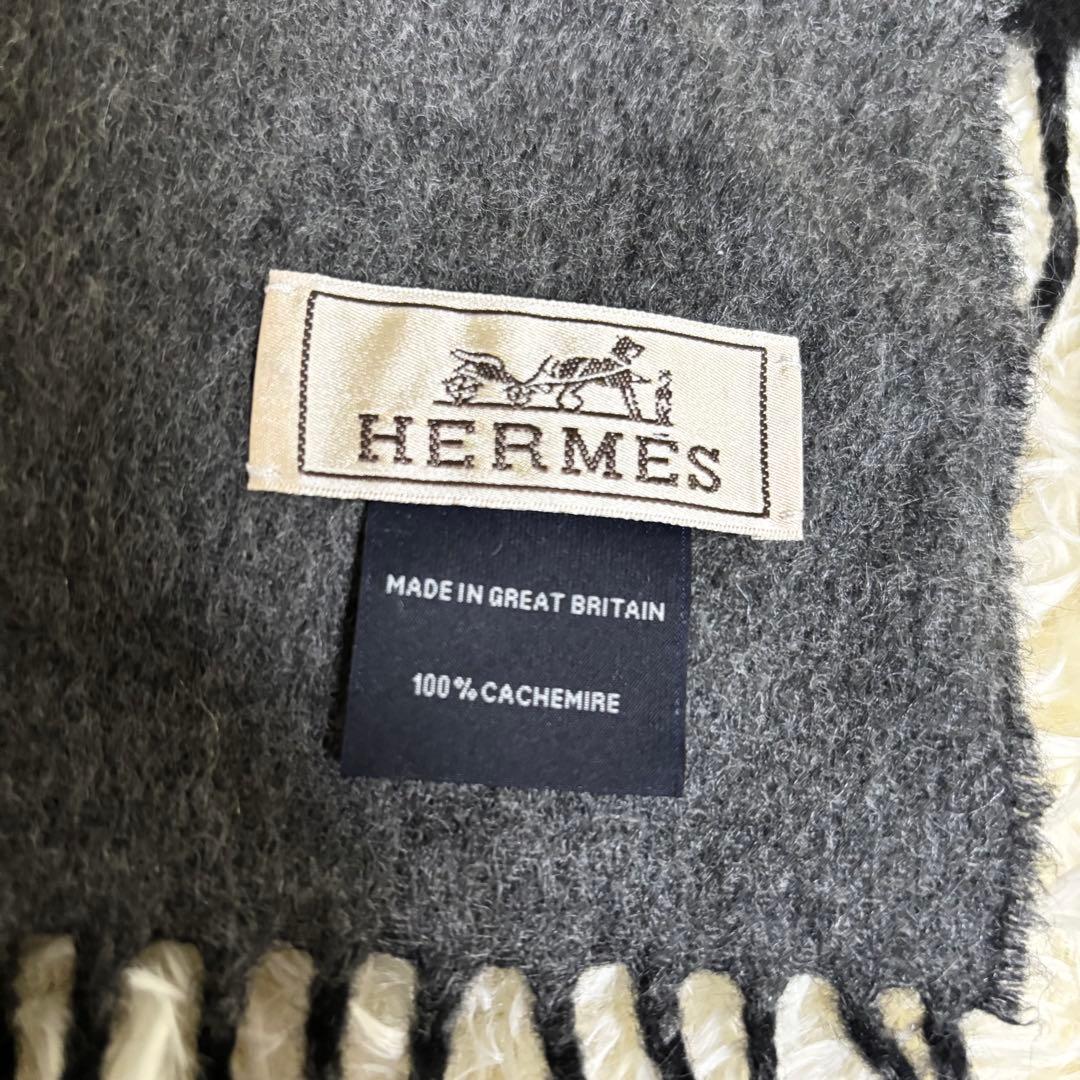 HERMÈS
MADE IN GREAT BRITAIN
100% CACHEMIRE